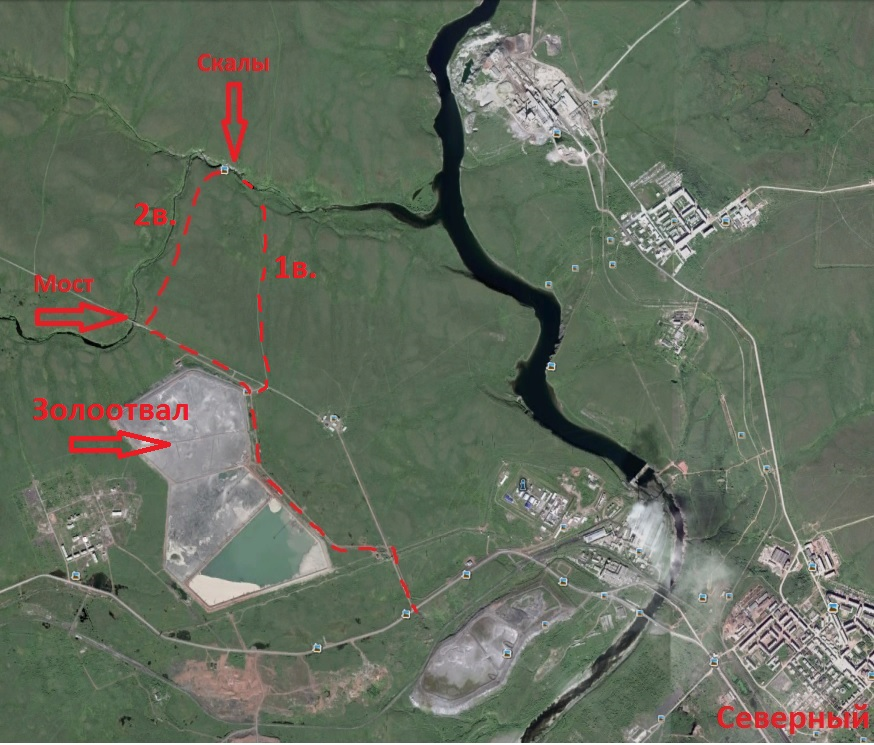 Скалы
2в.
1в.
Мост
Золоотвал
Северный